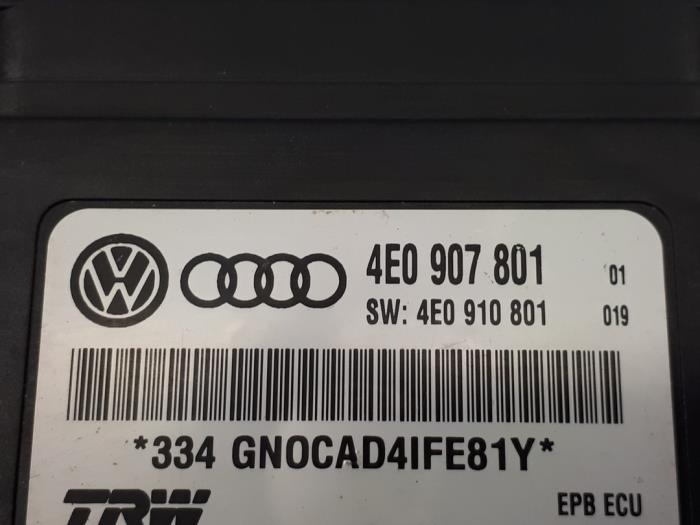 4E0 907 801 01
SW: 4E0 910 801 019
*334 GNOCAD4IFE81Y*
TRW EPB ECU